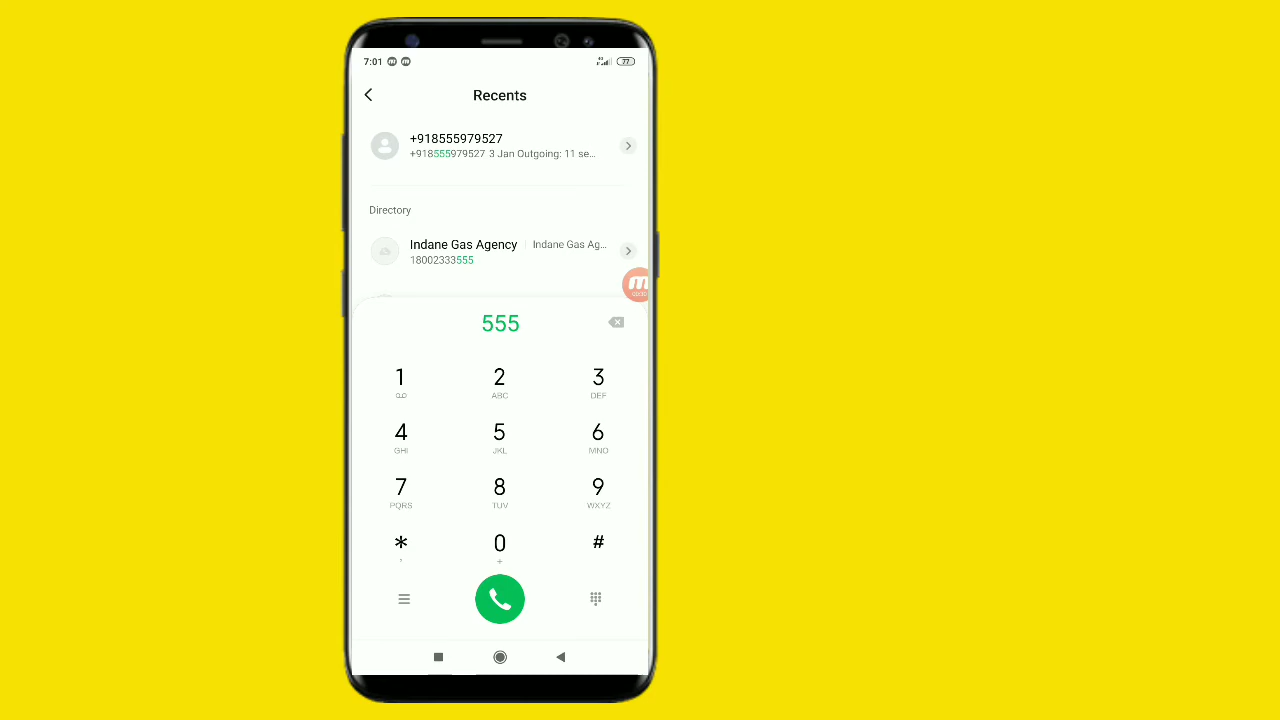 7:01 77
Recents
+918555979527
+918555979527 3 Jan Outgoing: 11 se...
Directory
Indane Gas Agency Indane Gas Ag...
18002333555
555
1 2 3
ABC DEF
4 5 6
GHI JKL MNO
7 8 9
PQRS TUV WXYZ
* 0 #
, +